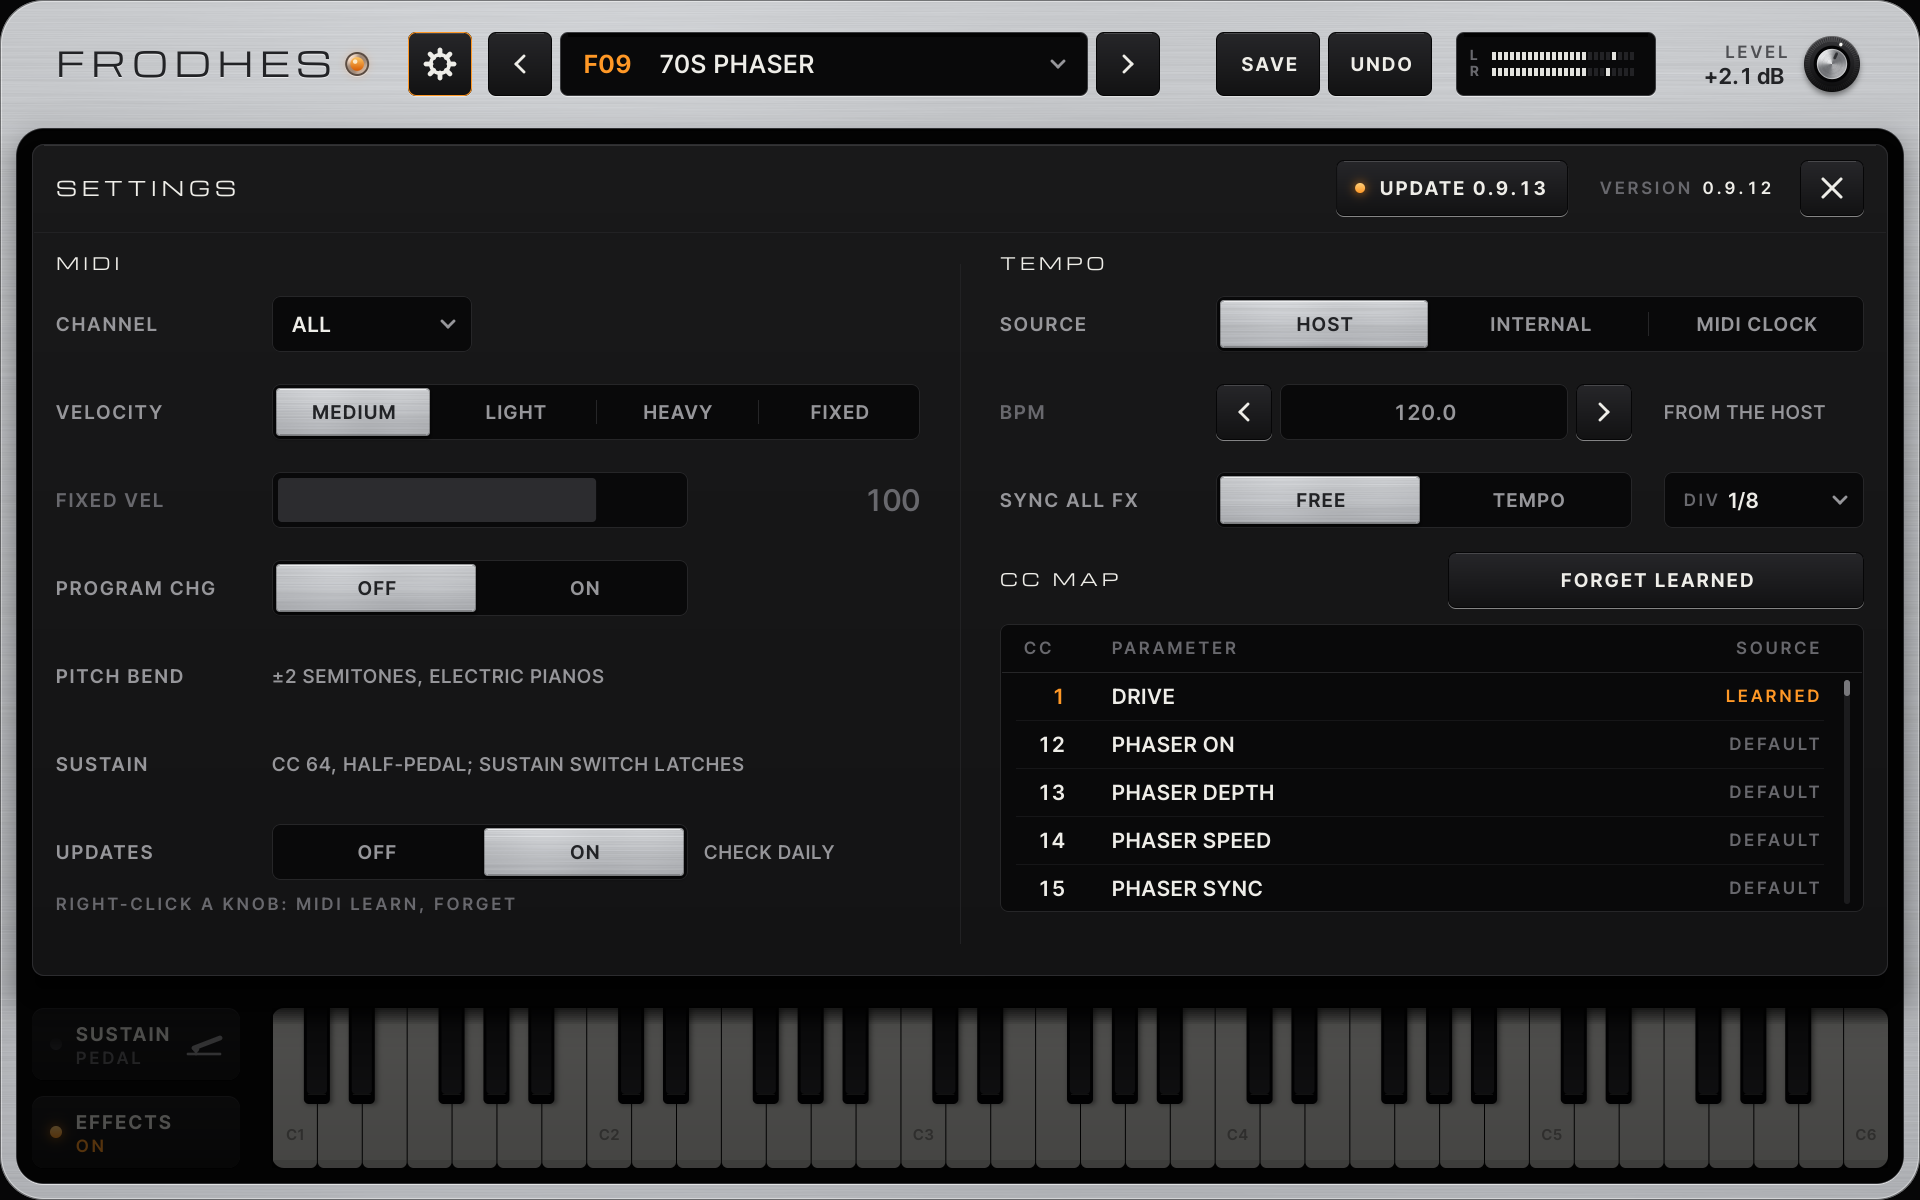 FRODHES
F09 70S PHASER
SAVE
UNDO
L
R
LEVEL
+2.1 dB
SETTINGS
UPDATE 0.9.13
VERSION 0.9.12
MIDI
CHANNEL
ALL
VELOCITY
MEDIUM
LIGHT
HEAVY
FIXED
FIXED VEL
100
PROGRAM CHG
OFF
ON
PITCH BEND
±2 SEMITONES, ELECTRIC PIANOS
SUSTAIN
CC 64, HALF-PEDAL; SUSTAIN SWITCH LATCHES
UPDATES
OFF
ON
CHECK DAILY
RIGHT-CLICK A KNOB: MIDI LEARN, FORGET
TEMPO
SOURCE
HOST
INTERNAL
MIDI CLOCK
BPM
120.0
FROM THE HOST
SYNC ALL FX
FREE
TEMPO
DIV 1/8
CC MAP
FORGET LEARNED
CC PARAMETER SOURCE
1 DRIVE LEARNED
12 PHASER ON DEFAULT
13 PHASER DEPTH DEFAULT
14 PHASER SPEED DEFAULT
15 PHASER SYNC DEFAULT
SUSTAIN
PEDAL
EFFECTS
ON
C1
C2
C3
C4
C5
C6